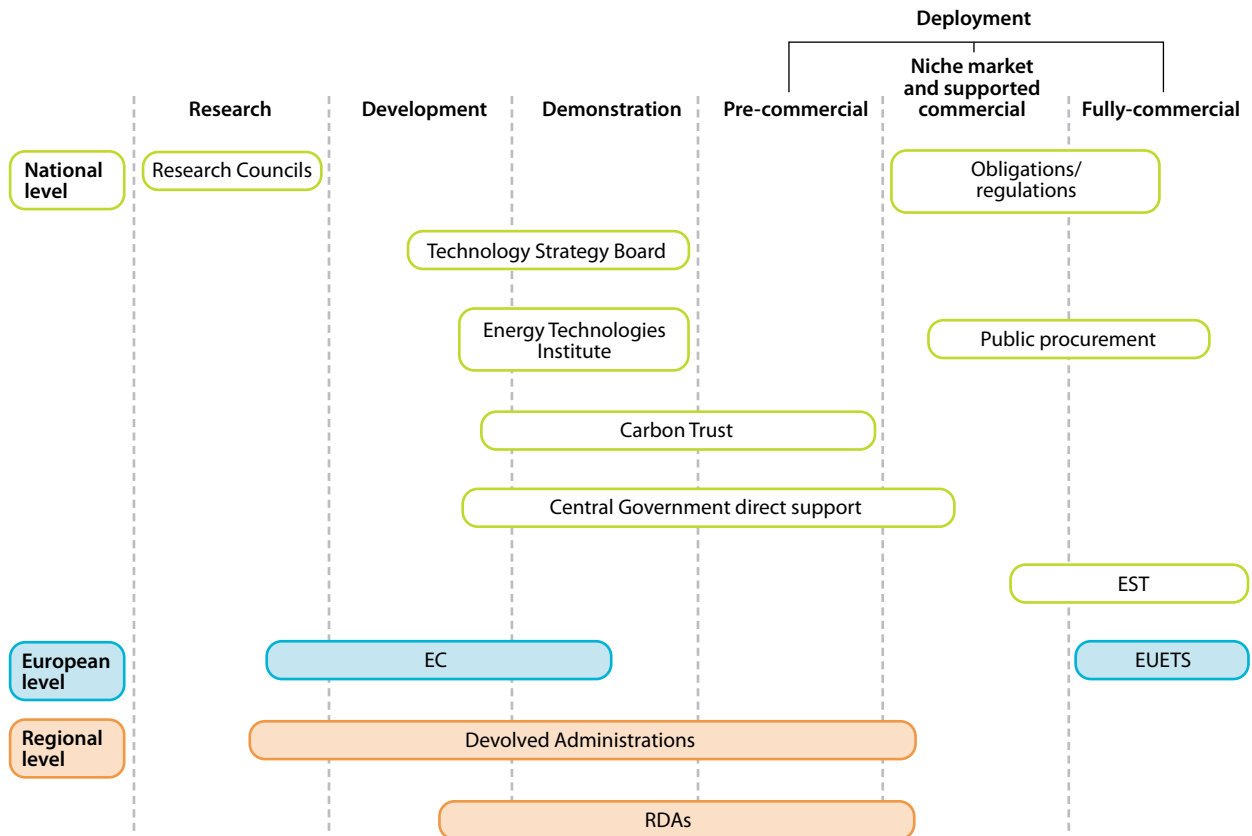 Deployment
Research
Development
Demonstration
Pre-commercial
Niche market
and supported
commercial
Fully-commercial
National
level
Research Councils
Obligations/
regulations
Technology Strategy Board
Energy Technologies
Institute
Public procurement
Carbon Trust
Central Government direct support
EST
European
level
EC
EUETS
Regional
level
Devolved Administrations
RDAs